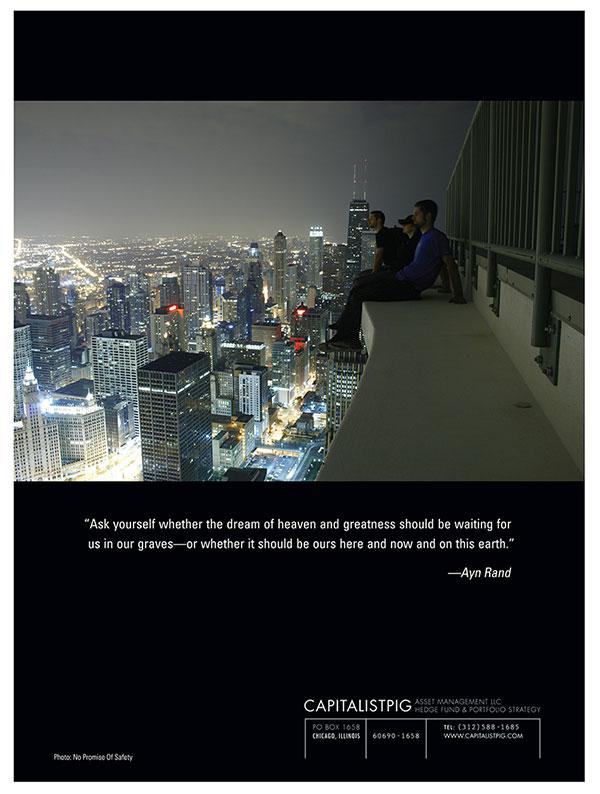 “Ask yourself whether the dream of heaven and greatness should be waiting for
us in our graves—or whether it should be ours here and now and on this earth.”
—Ayn Rand
CAPITALISTPIG ASSET MANAGEMENT LLC
HEDGE FUND & PORTFOLIO STRATEGY
PO BOX 1658
CHICAGO, ILLINOIS
60690-1658
TEL: (312)588-1685
WWW.CAPITALISTPIG.COM
Photo: No Promise Of Safety